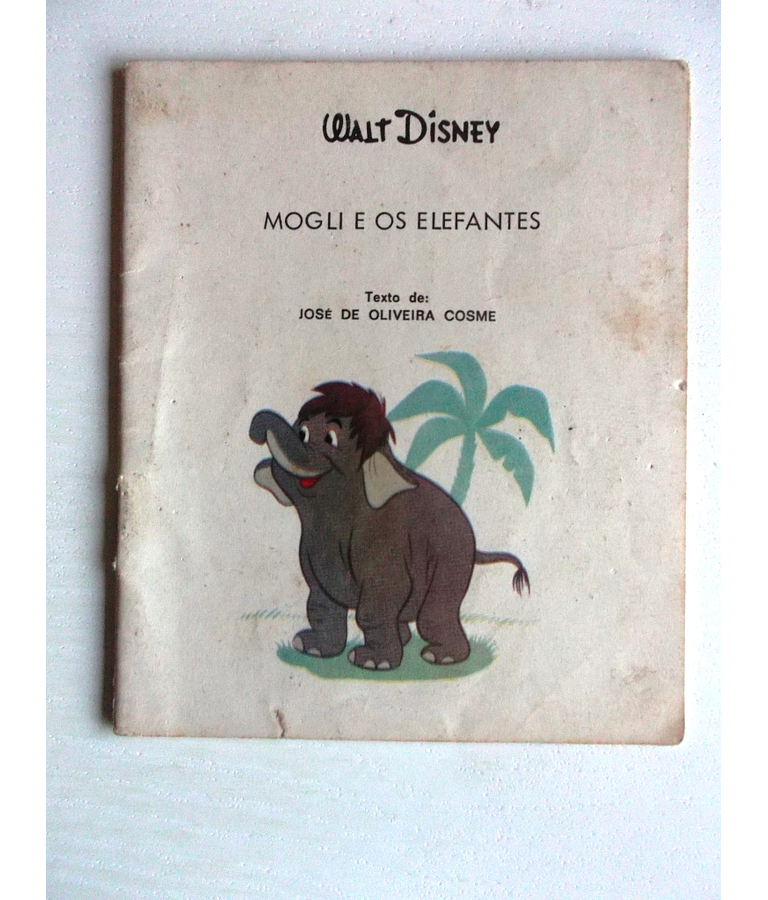 WALT DISNEY
MOGLI E OS ELEFANTES
Texto de:
JOSÉ DE OLIVEIRA COSME